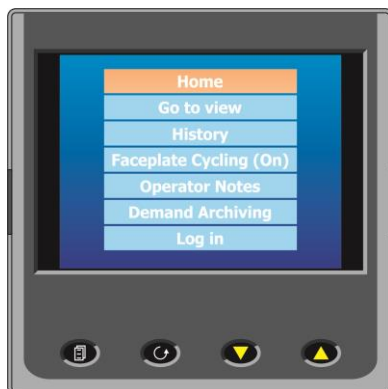 Home
Go to view
History
Faceplate Cycling (On)
Operator Notes
Demand Archiving
Log in